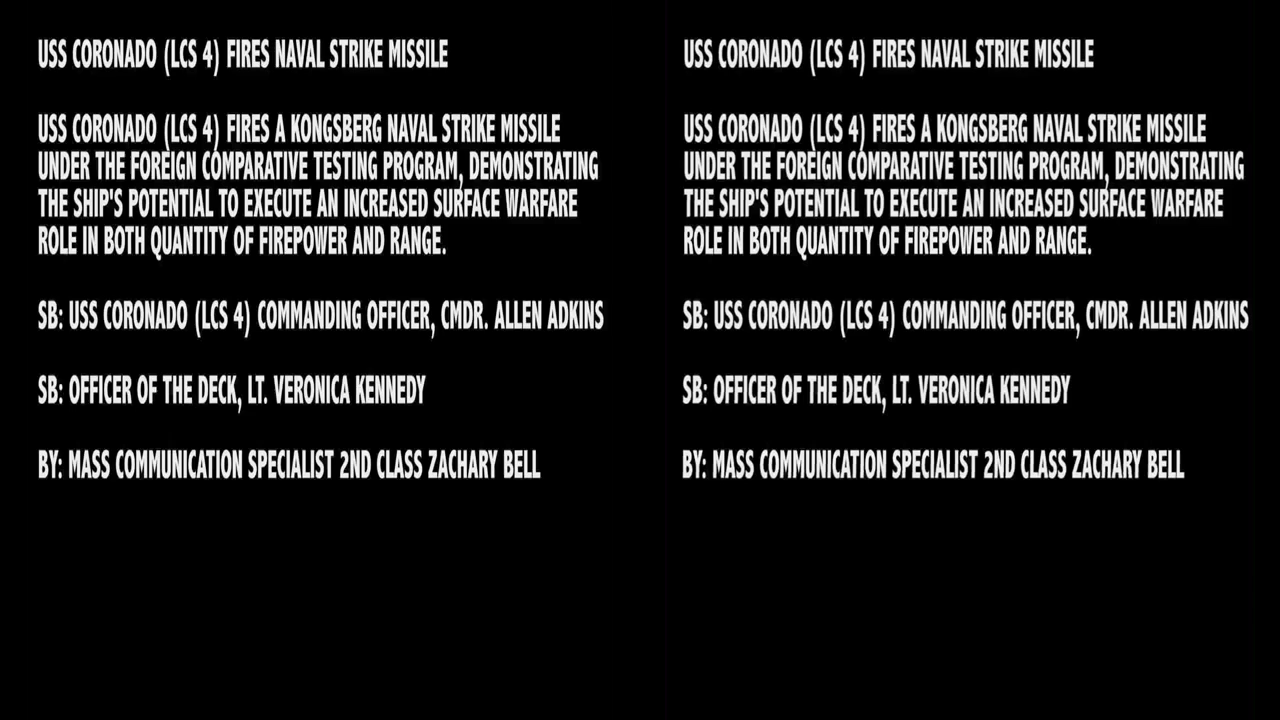 USS CORONADO (LCS 4) FIRES NAVAL STRIKE MISSILE
USS CORONADO (LCS 4) FIRES A KONGSBERG NAVAL STRIKE MISSILE
UNDER THE FOREIGN COMPARATIVE TESTING PROGRAM, DEMONSTRATING
THE SHIP'S POTENTIAL TO EXECUTE AN INCREASED SURFACE WARFARE
ROLE IN BOTH QUANTITY OF FIREPOWER AND RANGE.
SB: USS CORONADO (LCS 4) COMMANDING OFFICER, CMDR. ALLEN ADKINS
SB: OFFICER OF THE DECK, LT. VERONICA KENNEDY
BY: MASS COMMUNICATION SPECIALIST 2ND CLASS ZACHARY BELL
USS CORONADO (LCS 4) FIRES NAVAL STRIKE MISSILE
USS CORONADO (LCS 4) FIRES A KONGSBERG NAVAL STRIKE MISSILE
UNDER THE FOREIGN COMPARATIVE TESTING PROGRAM, DEMONSTRATING
THE SHIP'S POTENTIAL TO EXECUTE AN INCREASED SURFACE WARFARE
ROLE IN BOTH QUANTITY OF FIREPOWER AND RANGE.
SB: USS CORONADO (LCS 4) COMMANDING OFFICER, CMDR. ALLEN ADKINS
SB: OFFICER OF THE DECK, LT. VERONICA KENNEDY
BY: MASS COMMUNICATION SPECIALIST 2ND CLASS ZACHARY BELL